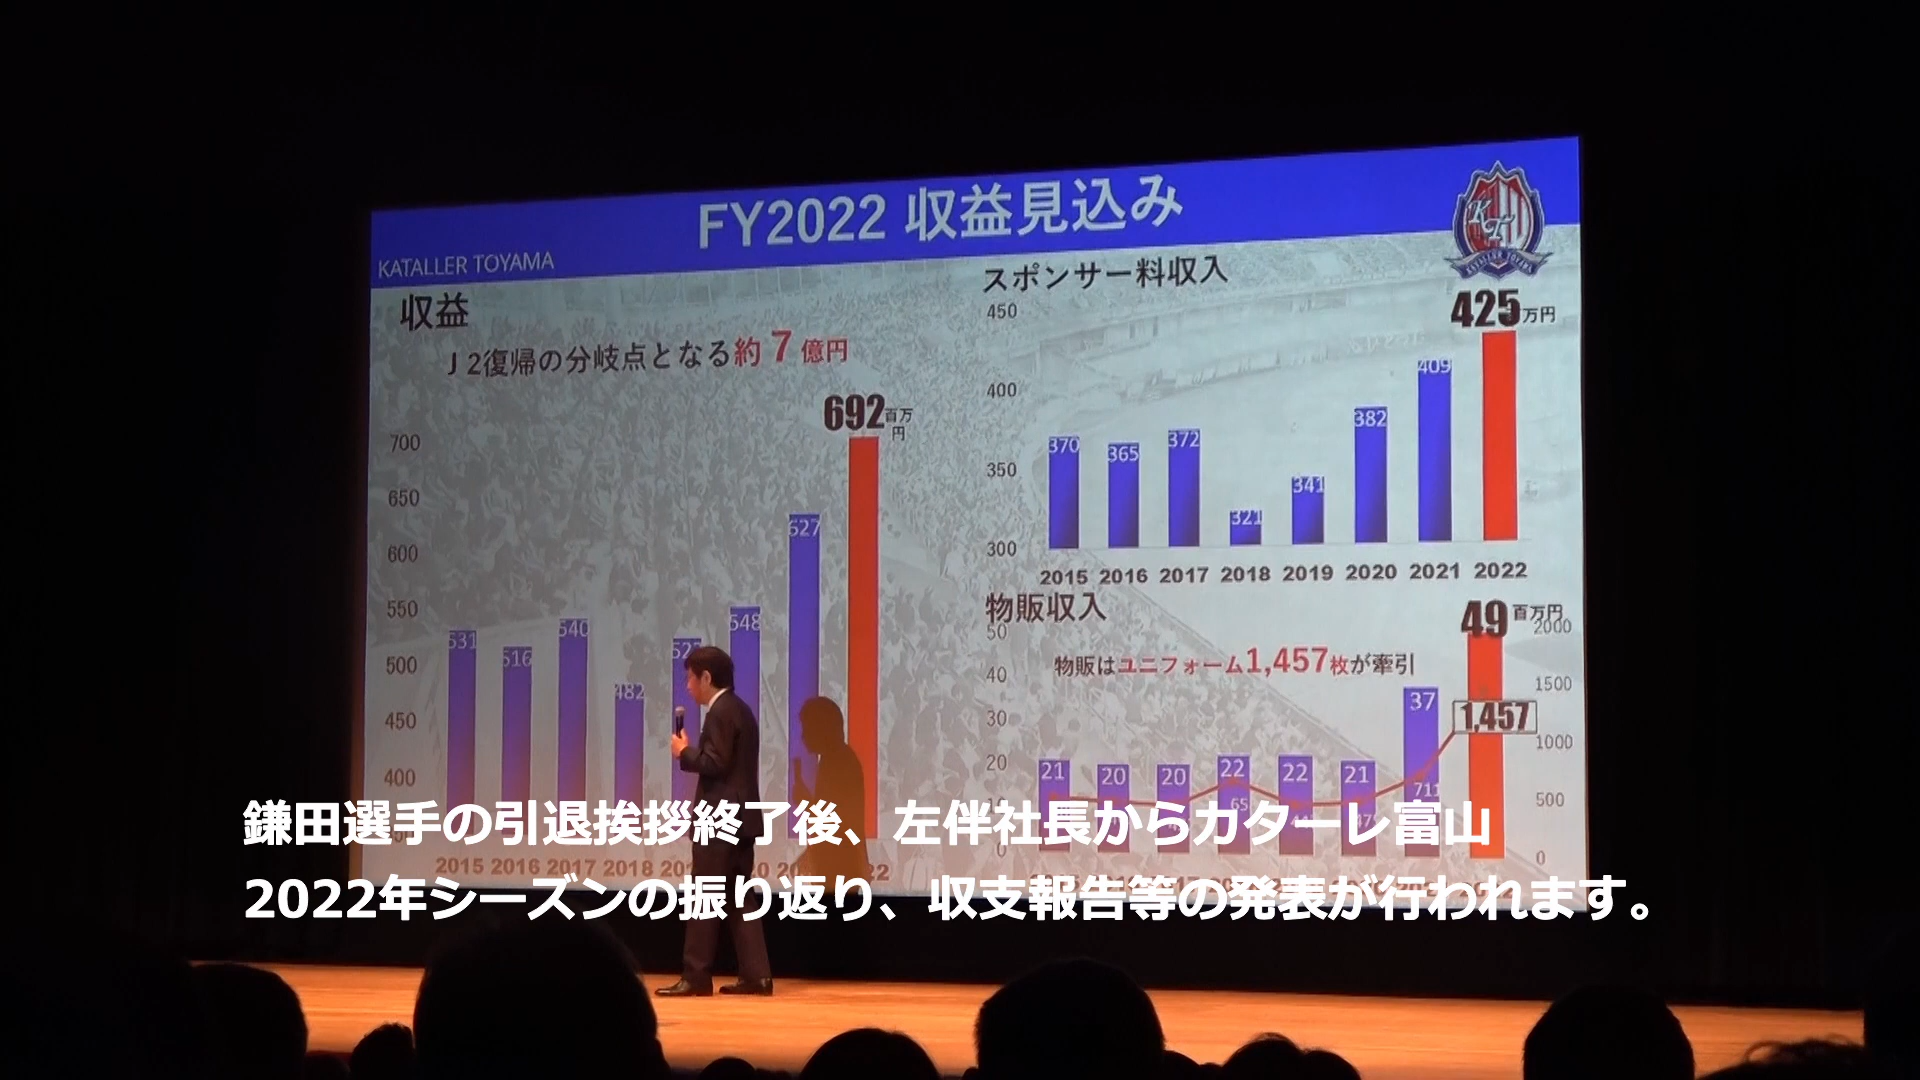 FY2022 収益見込み
KATALLER TOYAMA
KATALLER TOYAMA
収益
J2復帰の分岐点となる約7億円
692百万円
700
650
600
550
500
450
400
531 516 540 482 548 627
2015 2016 2017 2018
スポンサー料収入
425万円
450
400
350
300
370 365 372 321 341 382 409
2015 2016 2017 2018 2019 2020 2021 2022
物販収入
49百万円
物販はユニフォーム1,457枚が牽引
50
40
30
20
0
2000
1500
1000
500
0
21 20 20 22 22 21 37
1,457
711
鎌田選手の引退挨拶終了後、左伴社長からカターレ富山
2022年シーズンの振り返り、収支報告等の発表が行われます。